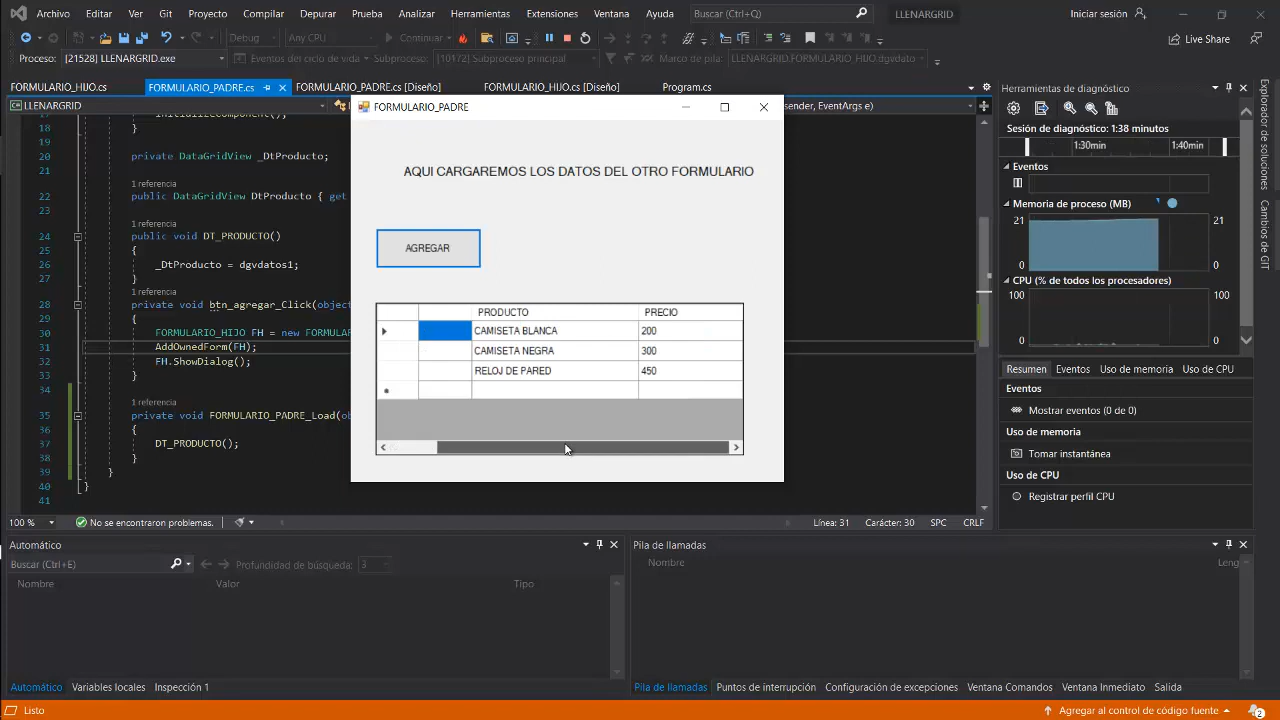 Archivo Editar Ver Git Proyecto Compilar Depurar Prueba Analizar Herramientas Extensiones Ventana Ayuda Buscar (Ctrl+Q) LLENARGRID Iniciar sesión
Debug Any CPU Continuar Live Share
Proceso: [21528] LLENARGRID.exe Eventos del ciclo de vida Subproceso: [10172] Subproceso principal Marco de pila: LLENARGRID.FORMULARIO_HIJO.dgvdato
FORMULARIO_HIJO.cs FORMULARIO_PADRE.cs FORMULARIO_PADRE.cs [Diseño] FORMULARIO_HIJO.cs [Diseño] Program.cs
LLENARGRID sender, EventArgs e)
17 InitializeComponent();
18 }
19
20 private DataGridView _DtProducto;
21
1 referencia
22 public DataGridView DtProducto { get
23
1 referencia
24 public void DT_PRODUCTO()
25 {
26 _DtProducto = dgvdatos1;
27 }
1 referencia
28 private void btn_agregar_Click(object
29 {
30 FORMULARIO_HIJO FH = new FORMULAR
31 AddOwnedForm(FH);
32 FH.ShowDialog();
33 }
34
1 referencia
35 private void FORMULARIO_PADRE_Load(ob
36 {
37 DT_PRODUCTO();
38 }
39 }
40 }
41
FORMULARIO_PADRE
AQUI CARGAREMOS LOS DATOS DEL OTRO FORMULARIO
AGREGAR
PRODUCTO PRECIO
CAMISETA BLANCA 200
CAMISETA NEGRA 300
RELOJ DE PARED 450
100 % No se encontraron problemas. Línea: 31 Carácter: 30 SPC CRLF
Herramientas de diagnóstico
Sesión de diagnóstico: 1:38 minutos
1:30min 1:40min
Eventos
Memoria de proceso (MB)
21 21
0 0
CPU (% de todos los procesadores)
100 100
0 0
Resumen Eventos Uso de memoria Uso de CPU
Eventos
Mostrar eventos (0 de 0)
Uso de memoria
Tomar instantánea
Uso de CPU
Registrar perfil CPU
Explorador de soluciones
Cambios de GIT
Automático
Buscar (Ctrl+E) Profundidad de búsqueda: 3
Nombre Valor Tipo
Automático Variables locales Inspección 1
Pila de llamadas
Nombre Leng
Pila de llamadas Puntos de interrupción Configuración de excepciones Ventana Comandos Ventana Inmediato Salida
Listo Agregar al control de código fuente 2